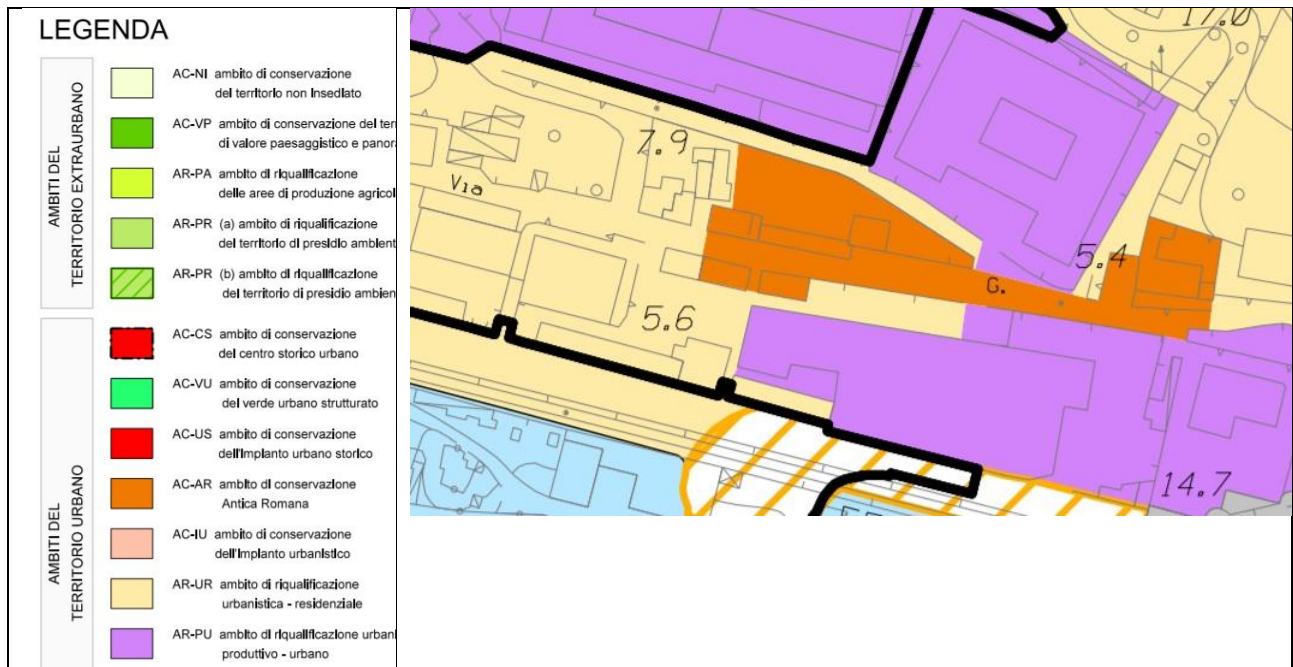 LEGENDA
AMBITI DEL
TERRITORIO EXTRAURBANO
AC-NI ambito di conservazione
del territorio non insediato
AC-VP ambito di conservazione del ter
di valore paesaggistico e panor
AR-PA ambito di riqualificazione
delle aree di produzione agricol
AR-PR (a) ambito di riqualificazione
del territorio di presidio ambient
AR-PR (b) ambito di riqualificazione
del territorio di presidio ambien
AMBITI DEL
TERRITORIO URBANO
AC-CS ambito di conservazione
del centro storico urbano
AC-VU ambito di conservazione
del verde urbano strutturato
AC-US ambito di conservazione
dell'impianto urbano storico
AC-AR ambito di conservazione
Antica Romana
AC-IU ambito di conservazione
dell'impianto urbanistico
AR-UR ambito di riqualificazione
urbanistica - residenziale
AR-PU ambito di riqualificazione urbani
produttivo - urbano
17.0
7.9
Via
5.4
G.
5.6
14.7